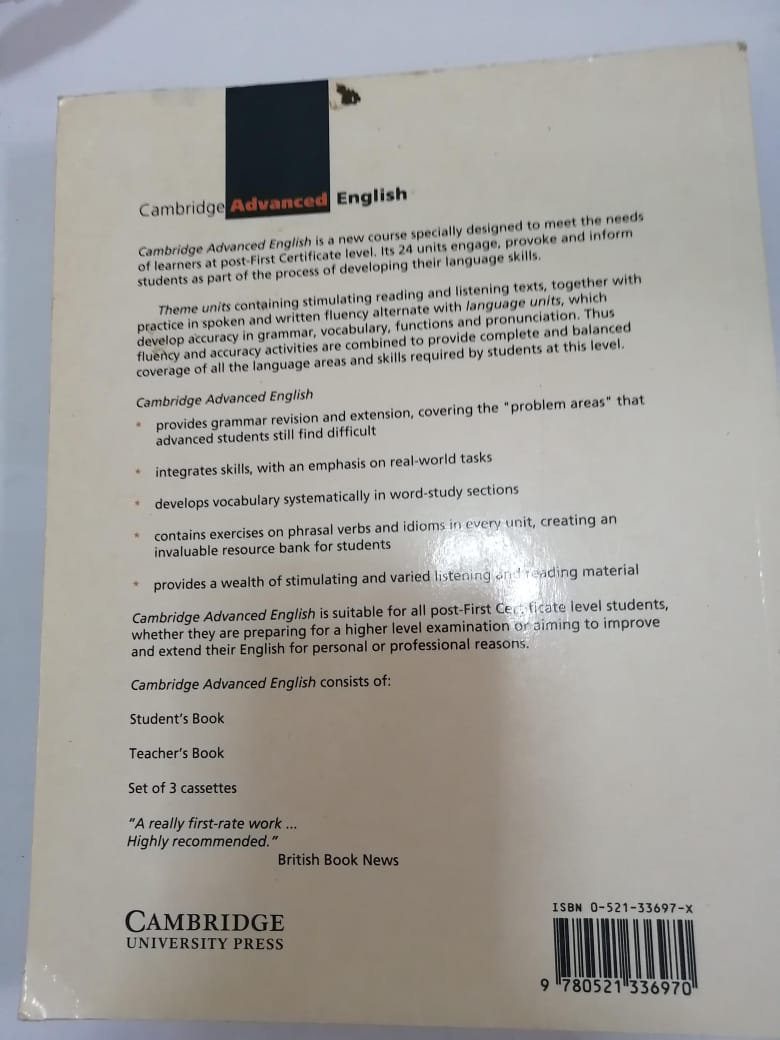 Cambridge Advanced English
Cambridge Advanced English is a new course specially designed to meet the needs
of learners at post-First Certificate level. Its 24 units engage, provoke and inform
students as part of the process of developing their language skills.
Theme units containing stimulating reading and listening texts, together with
practice in spoken and written fluency alternate with language units, which
develop accuracy in grammar, vocabulary, functions and pronunciation. Thus
fluency and accuracy activities are combined to provide complete and balanced
coverage of all the language areas and skills required by students at this level.
Cambridge Advanced English
* provides grammar revision and extension, covering the "problem areas" that
advanced students still find difficult
* integrates skills, with an emphasis on real-world tasks
* develops vocabulary systematically in word-study sections
* contains exercises on phrasal verbs and idioms in every unit, creating an
invaluable resource bank for students
* provides a wealth of stimulating and varied listening and reading material
Cambridge Advanced English is suitable for all post-First Certificate level students,
whether they are preparing for a higher level examination or aiming to improve
and extend their English for personal or professional reasons.
Cambridge Advanced English consists of:
Student's Book
Teacher's Book
Set of 3 cassettes
"A really first-rate work ...
Highly recommended."
British Book News
CAMBRIDGE
UNIVERSITY PRESS
ISBN 0-521-33697-X
9 780521 336970